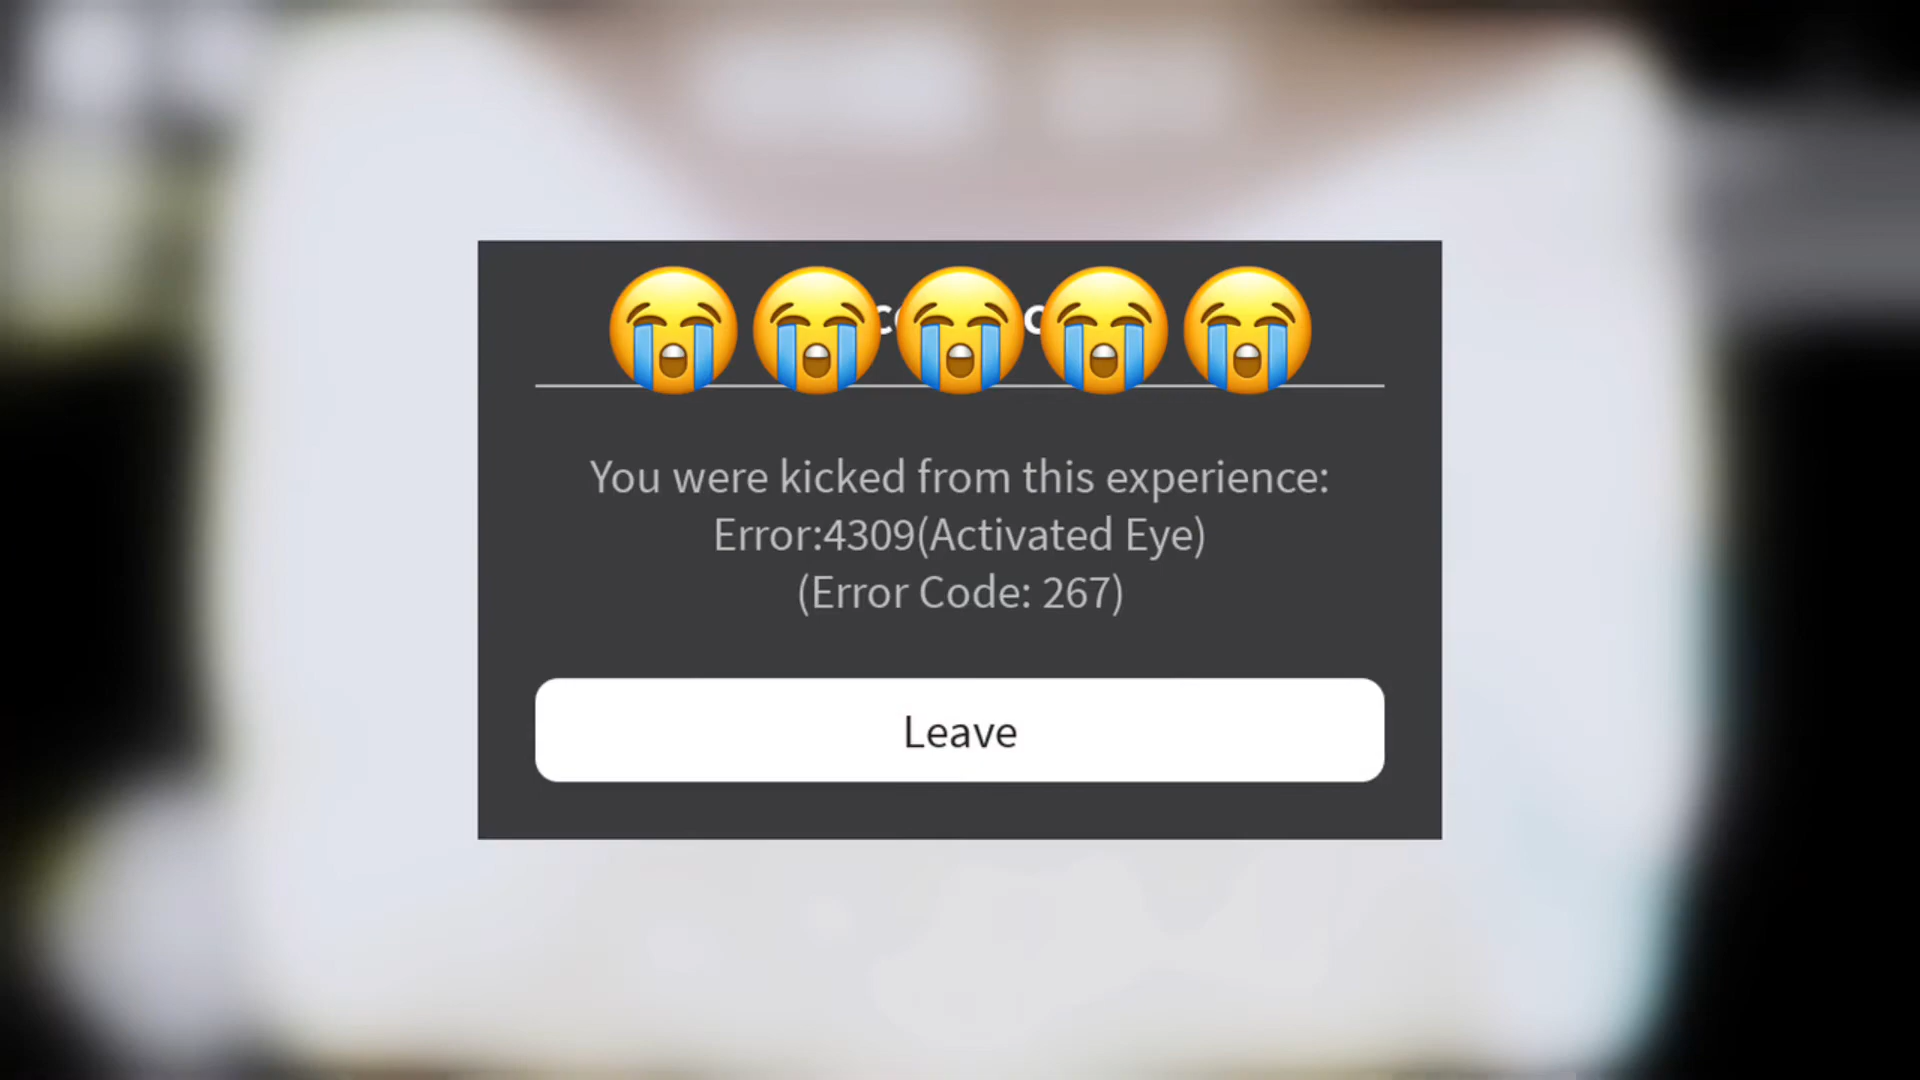 You were kicked from this experience:
Error:4309(Activated Eye)
(Error Code: 267)
Leave